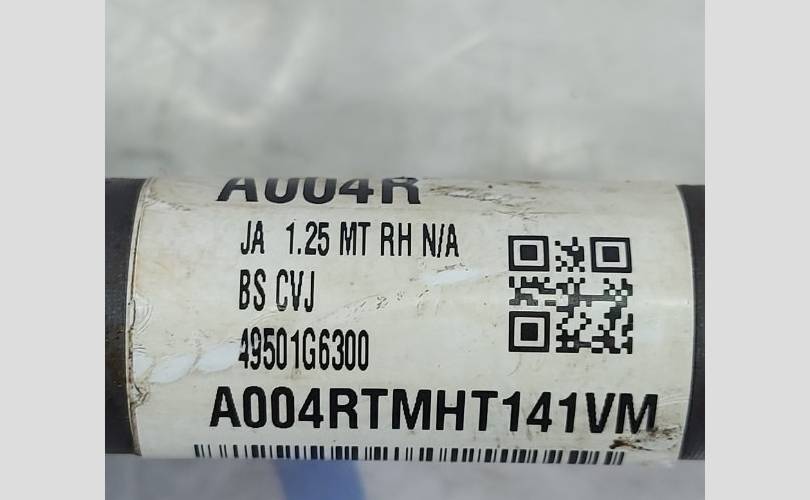 A004R
JA 1.25 MT RH N/A
BS CVJ
49501G6300
A004RTMHT141VM